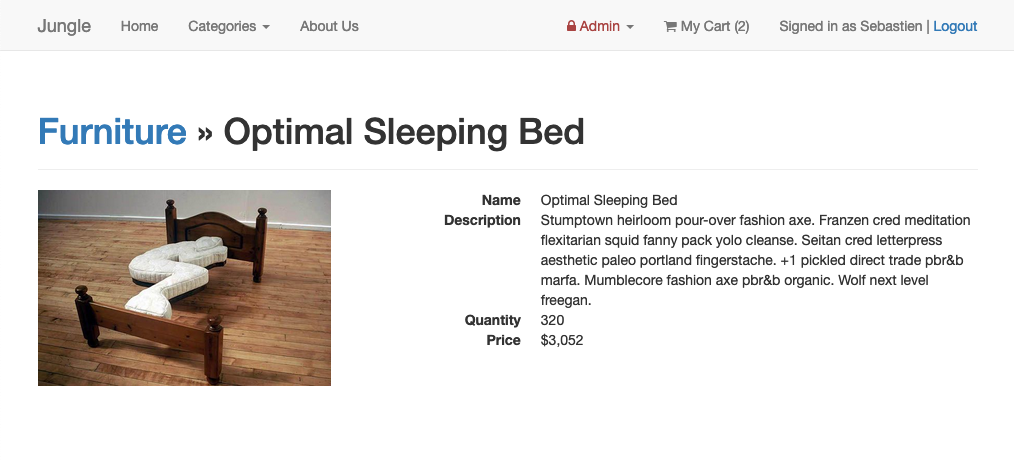 Jungle Home Categories About Us Admin My Cart (2) Signed in as Sebastien | Logout
Furniture » Optimal Sleeping Bed
Name Optimal Sleeping Bed
Description Stumptown heirloom pour-over fashion axe. Franzen cred meditation
flexitarian squid fanny pack yolo cleanse. Seitan cred letterpress
aesthetic paleo portland fingerstache. +1 pickled direct trade pbr&b
marfa. Mumblecore fashion axe pbr&b organic. Wolf next level
freegan.
Quantity 320
Price $3,052